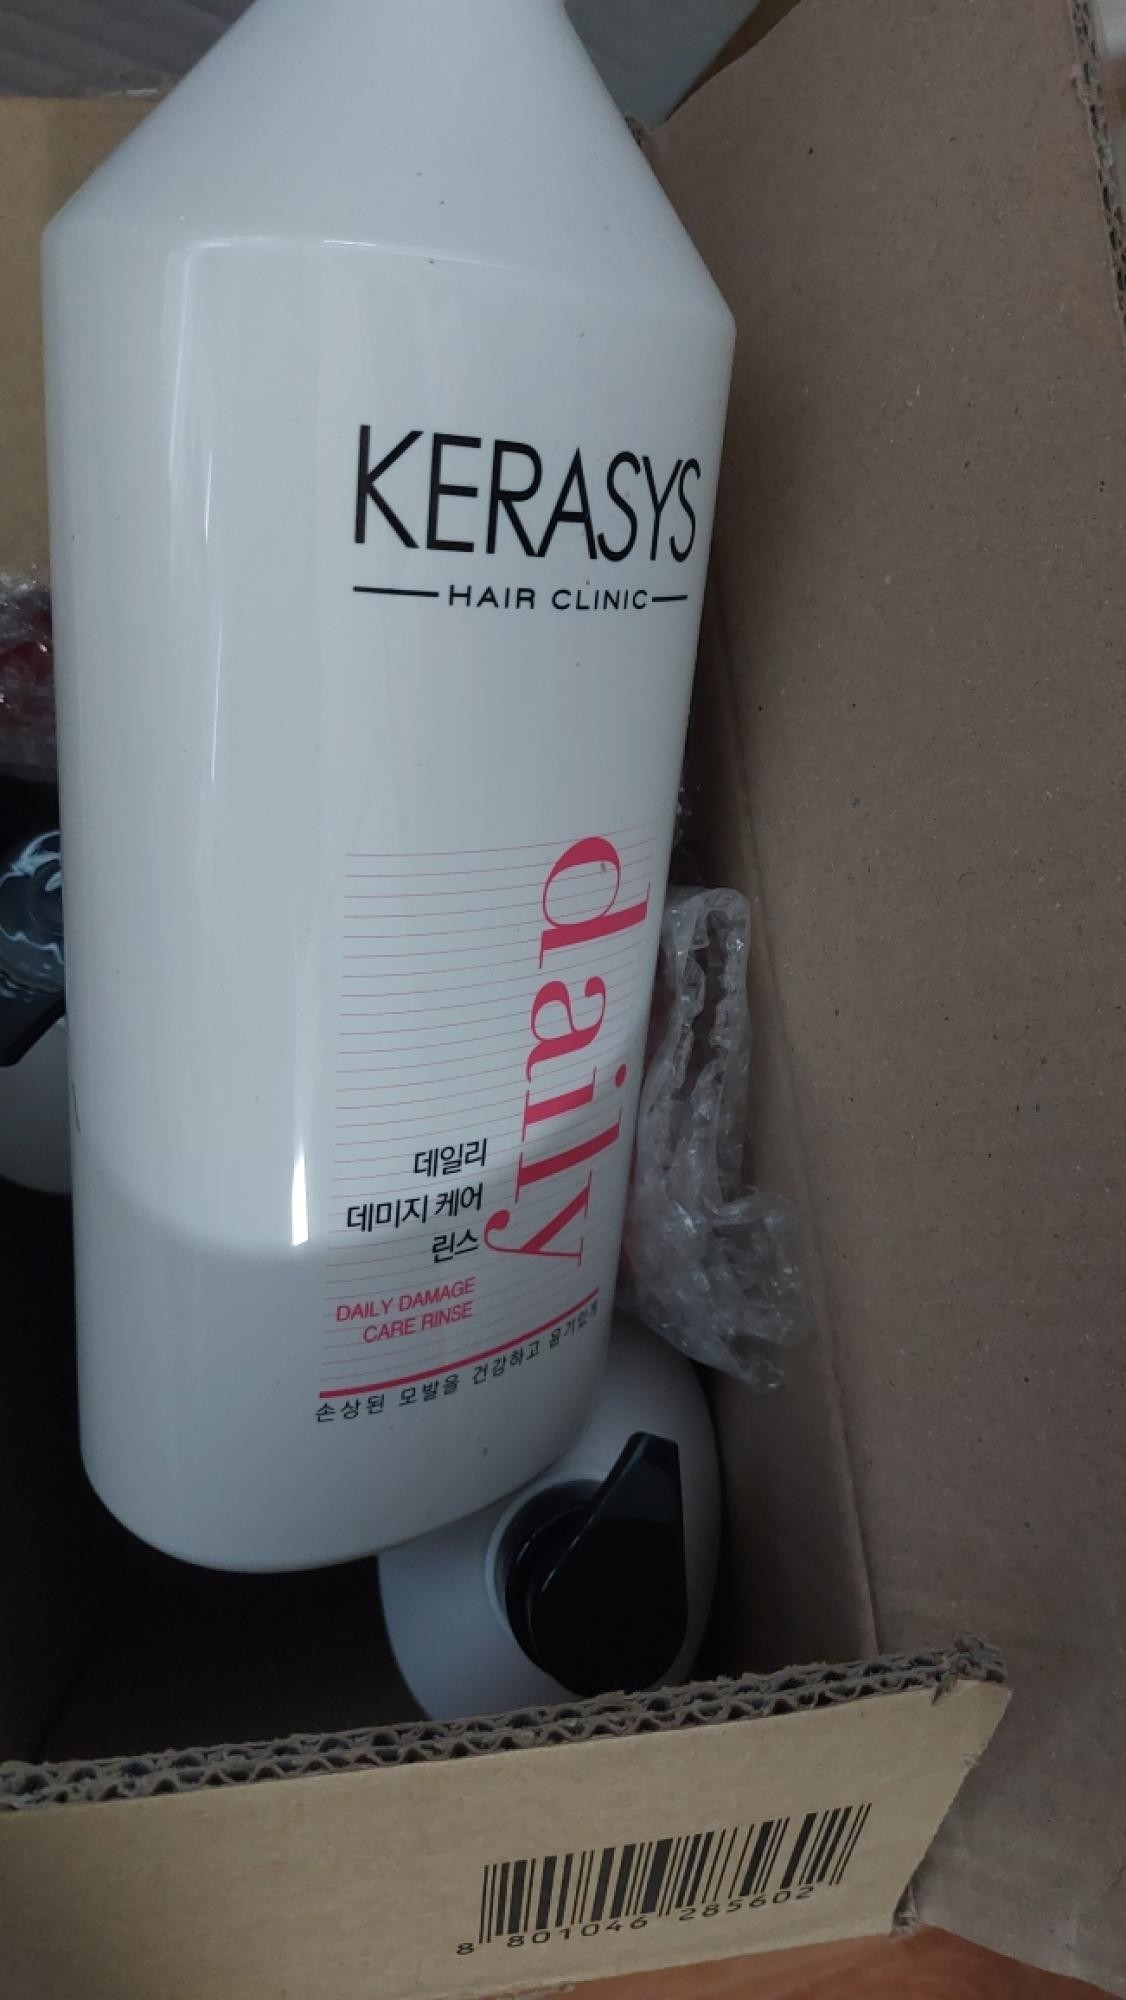 KERASYS
HAIR CLINIC
daily
데일리
데미지 케어
린스
DAILY DAMAGE
CARE RINSE
손상된 모발을 건강하고 윤기있게
8 801046 285602